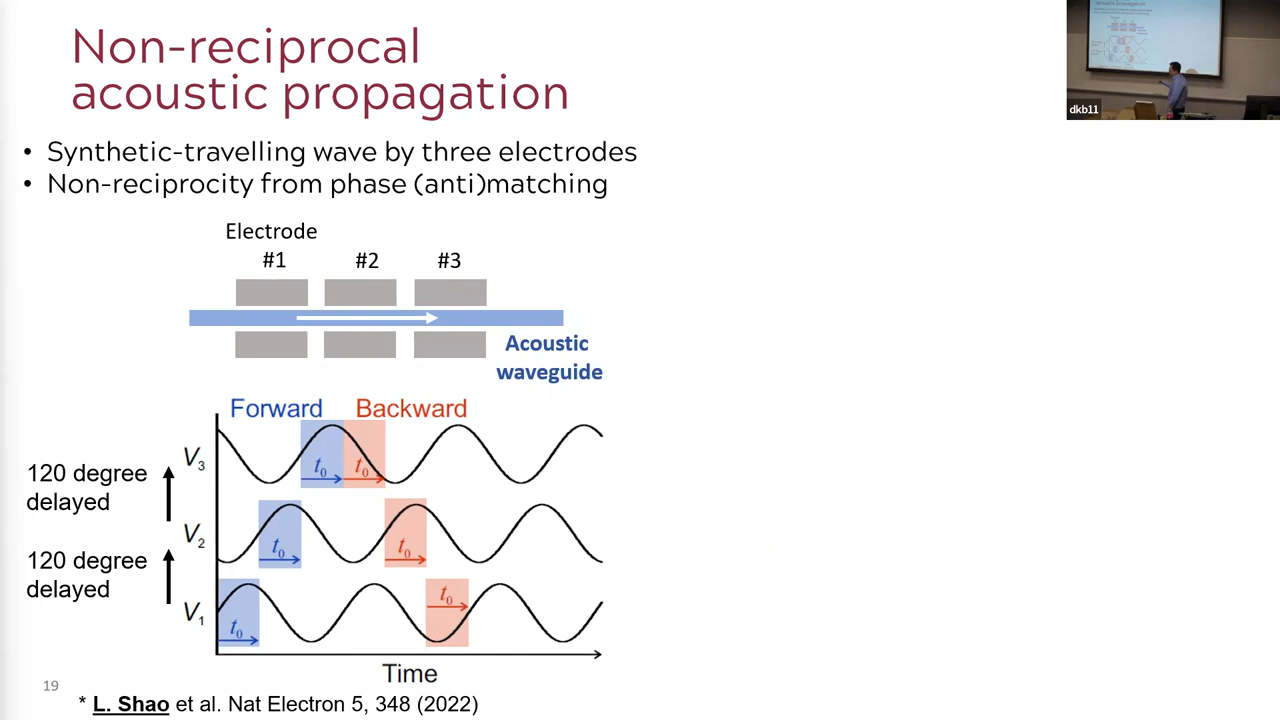 Non-reciprocal
acoustic propagation
• Synthetic-travelling wave by three electrodes
• Non-reciprocity from phase (anti)matching
Electrode
#1 #2 #3
Acoustic
waveguide
Forward Backward
V3
t0 t0
120 degree
delayed
V2
t0 t0
120 degree
delayed
V1
t0 t0
Time
19
* L. Shao et al. Nat Electron 5, 348 (2022)
dkb11